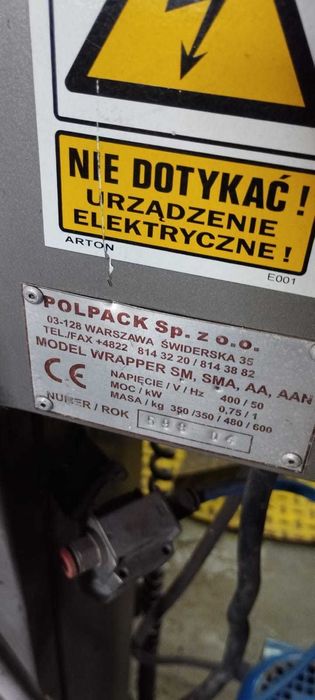 NIE DOTYKAĆ!
URZĄDZENIE
ELEKTRYCZNE!
ARTON
E001
POLPACK Sp. z o.o.
03-128 WARSZAWA ŚWIDERSKA 35
TEL./FAX +4822 814 32 20 / 814 38 82
MODEL WRAPPER SM, SMA, AA, AAN
CE
NAPIĘCIE / V / Hz 400 / 50
MOC / kW 0,75 / 1
MASA / kg 350 /350 / 480 / 600
NUMER / ROK